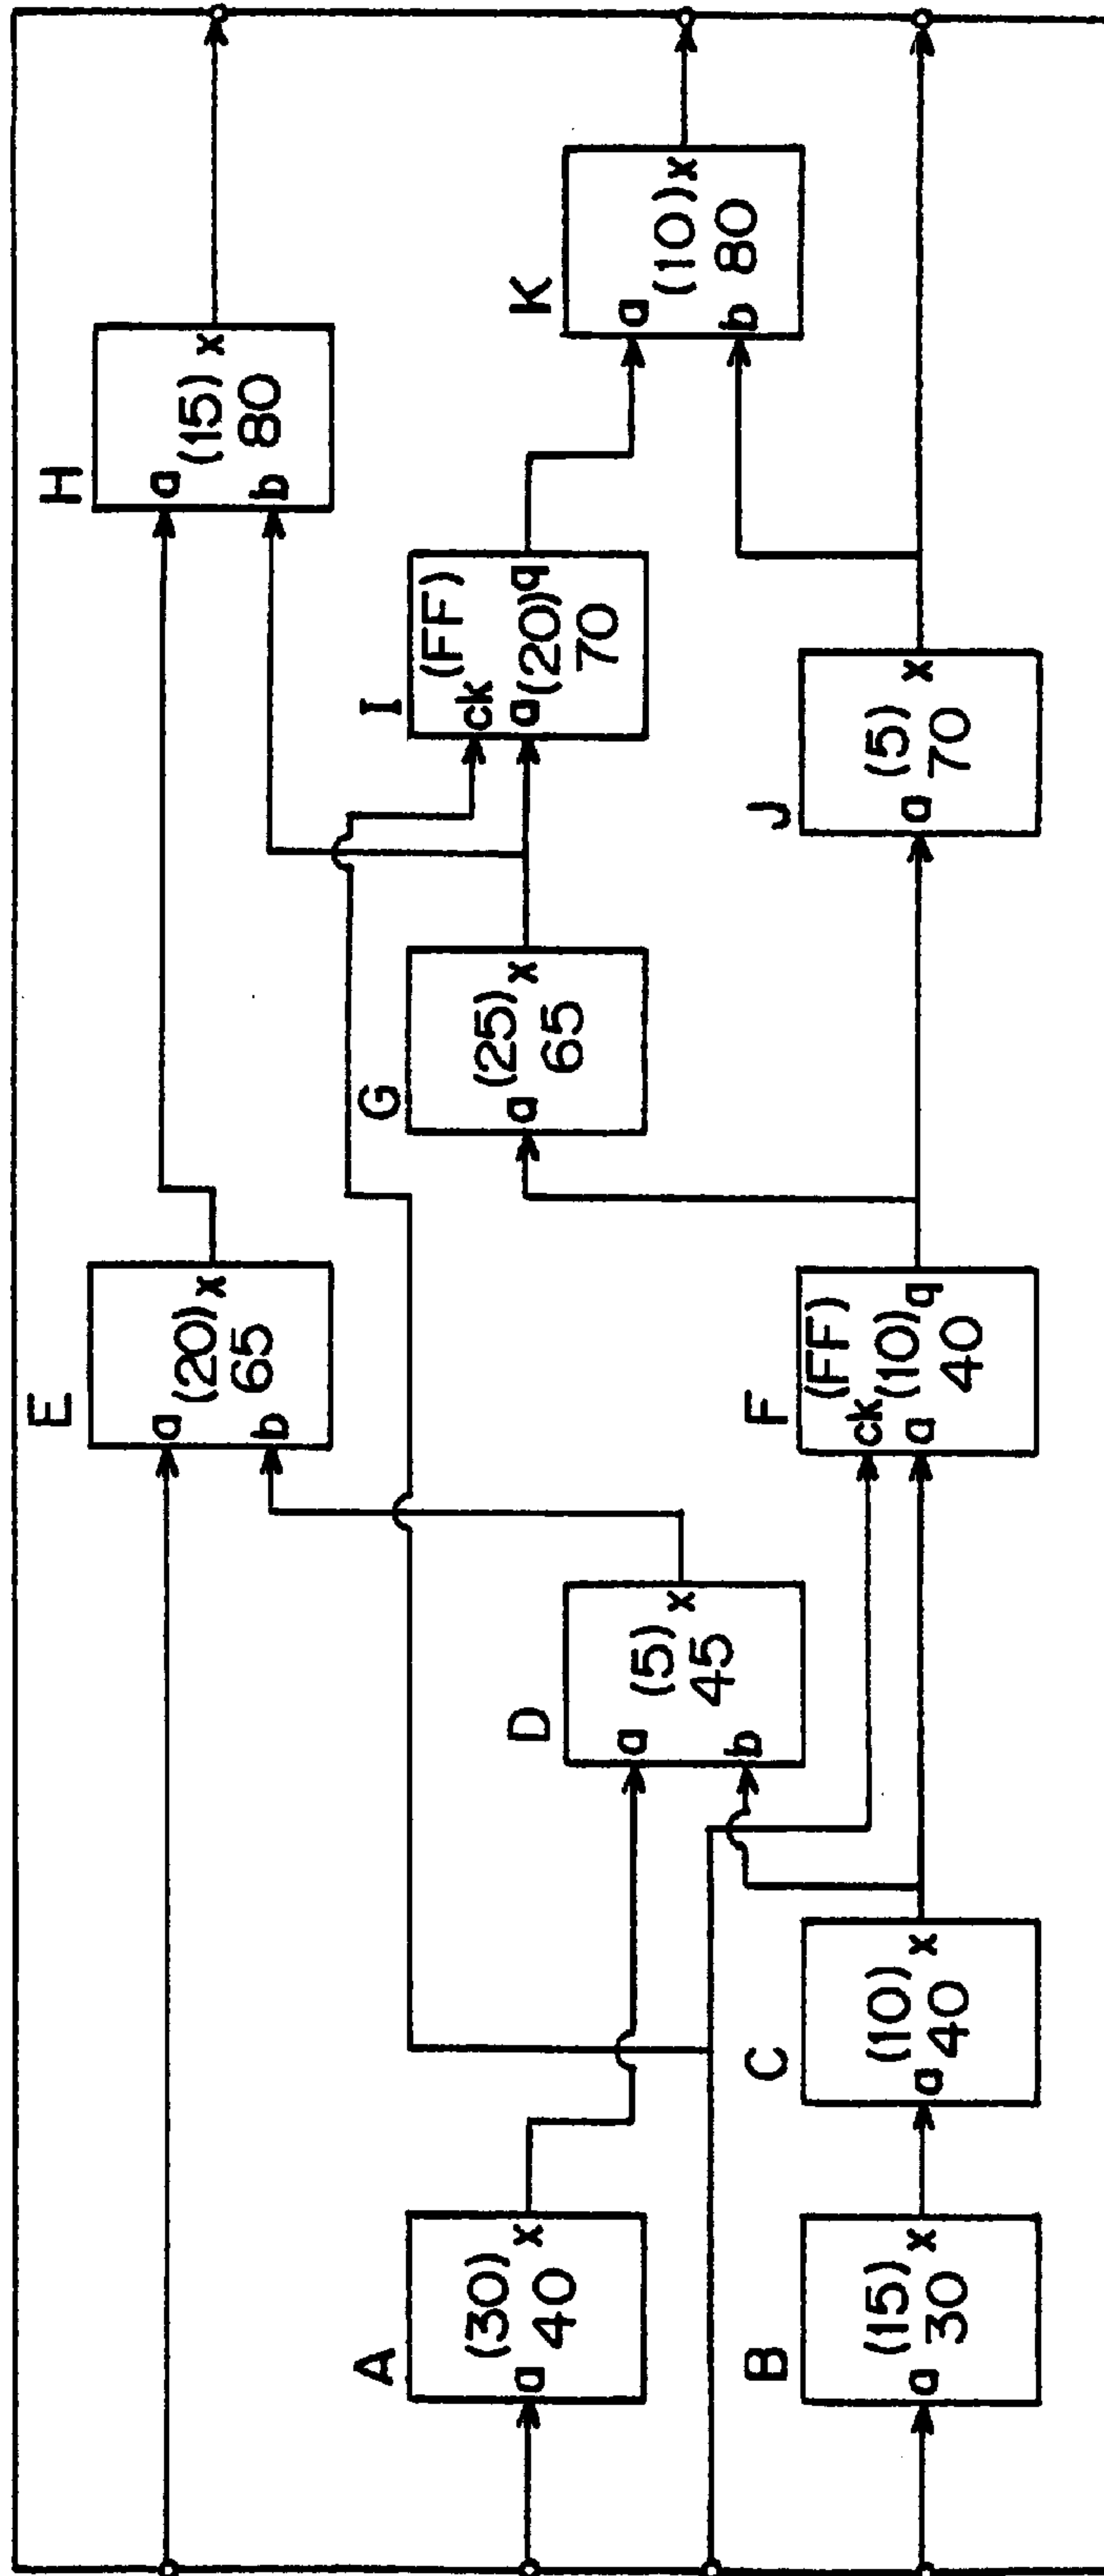 A
a
(30)
x
40
B
a
(15)
x
30
C
a
(10)
x
40
D
a
(5)
x
b
45
E
a
(20)
x
b
65
F
(FF)
ck
(10)
q
a
40
G
a
(25)
x
65
H
a
(15)
x
b
80
I
(FF)
ck
a
(20)
q
70
J
a
(5)
x
70
K
a
(10)
x
b
80